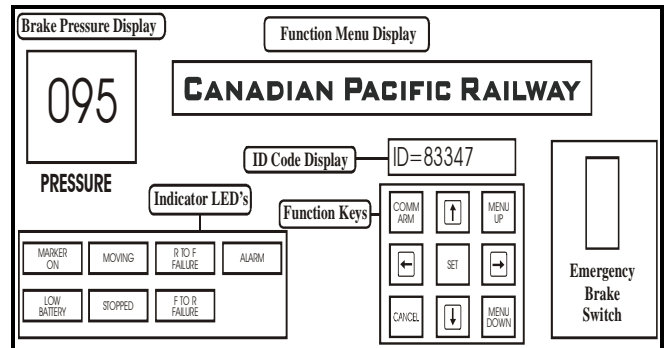 Brake Pressure Display
Function Menu Display
095
CANADIAN PACIFIC RAILWAY
ID Code Display
ID=83347
PRESSURE
Indicator LED's
Function Keys
COMM ARM
MENU UP
MARKER ON
MOVING
R TO F FAILURE
ALARM
SET
LOW BATTERY
STOPPED
F TO R FAILURE
CANCEL
MENU DOWN
Emergency
Brake
Switch